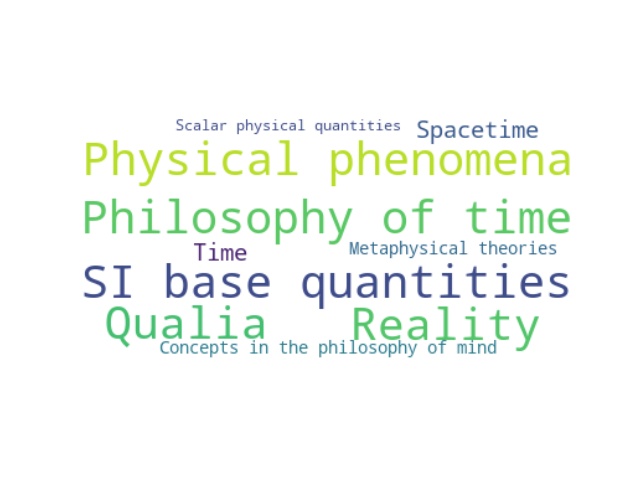 Scalar physical quantities
Spacetime
Physical phenomena
Philosophy of time
Time
Metaphysical theories
SI base quantities
Qualia
Reality
Concepts in the philosophy of mind